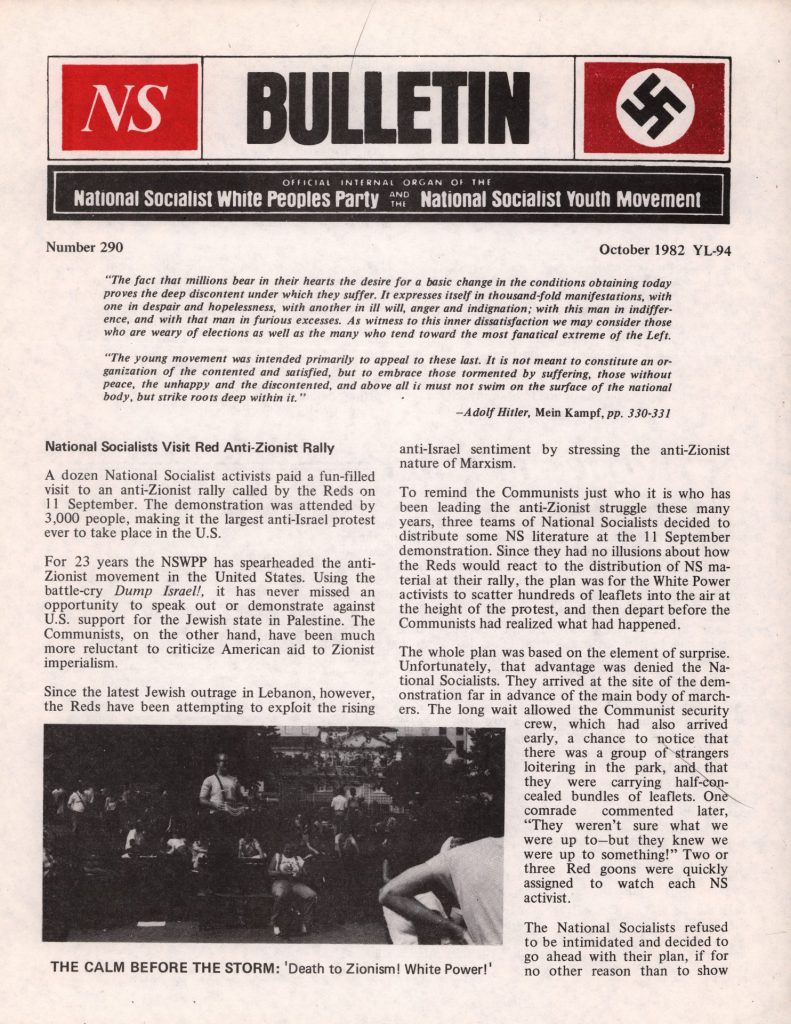 NS
BULLETIN
OFFICIAL INTERNAL ORGAN OF THE
National Socialist White Peoples Party AND THE National Socialist Youth Movement
Number 290
October 1982 YL-94
"The fact that millions bear in their hearts the desire for a basic change in the conditions obtaining today
proves the deep discontent under which they suffer. It expresses itself in thousand-fold manifestations, with
one in despair and hopelessness, with another in ill will, anger and indignation; with this man in indiffer-
ence, and with that man in furious excesses. As witness to this inner dissatisfaction we may consider those
who are weary of elections as well as the many who tend toward the most fanatical extreme of the Left.
"The young movement was intended primarily to appeal to these last. It is not meant to constitute an or-
ganization of the contented and satisfied, but to embrace those tormented by suffering, those without
peace, the unhappy and the discontented, and above all it must not swim on the surface of the national
body, but strike roots deep within it."
—Adolf Hitler, Mein Kampf, pp. 330-331
National Socialists Visit Red Anti-Zionist Rally
A dozen National Socialist activists paid a fun-filled
visit to an anti-Zionist rally called by the Reds on
11 September. The demonstration was attended by
3,000 people, making it the largest anti-Israel protest
ever to take place in the U.S.
For 23 years the NSWPP has spearheaded the anti-
Zionist movement in the United States. Using the
battle-cry Dump Israel!, it has never missed an
opportunity to speak out or demonstrate against
U.S. support for the Jewish state in Palestine. The
Communists, on the other hand, have been much
more reluctant to criticize American aid to Zionist
imperialism.
Since the latest Jewish outrage in Lebanon, however,
the Reds have been attempting to exploit the rising
anti-Israel sentiment by stressing the anti-Zionist
nature of Marxism.
To remind the Communists just who it is who has
been leading the anti-Zionist struggle these many
years, three teams of National Socialists decided to
distribute some NS literature at the 11 September
demonstration. Since they had no illusions about how
the Reds would react to the distribution of NS ma-
terial at their rally, the plan was for the White Power
activists to scatter hundreds of leaflets into the air at
the height of the protest, and then depart before the
Communists had realized what had happened.
The whole plan was based on the element of surprise.
Unfortunately, that advantage was denied the Na-
tional Socialists. They arrived at the site of the dem-
onstration far in advance of the main body of march-
ers. The long wait allowed the Communist security
crew, which had also arrived
early, a chance to notice that
there was a group of strangers
loitering in the park, and that
they were carrying half-con-
cealed bundles of leaflets. One
comrade commented later,
"They weren't sure what we
were up to—but they knew we
were up to something!" Two or
three Red goons were quickly
assigned to watch each NS
activist.
The National Socialists refused
to be intimidated and decided to
go ahead with their plan, if for
no other reason than to show
THE CALM BEFORE THE STORM: 'Death to Zionism! White Power!'